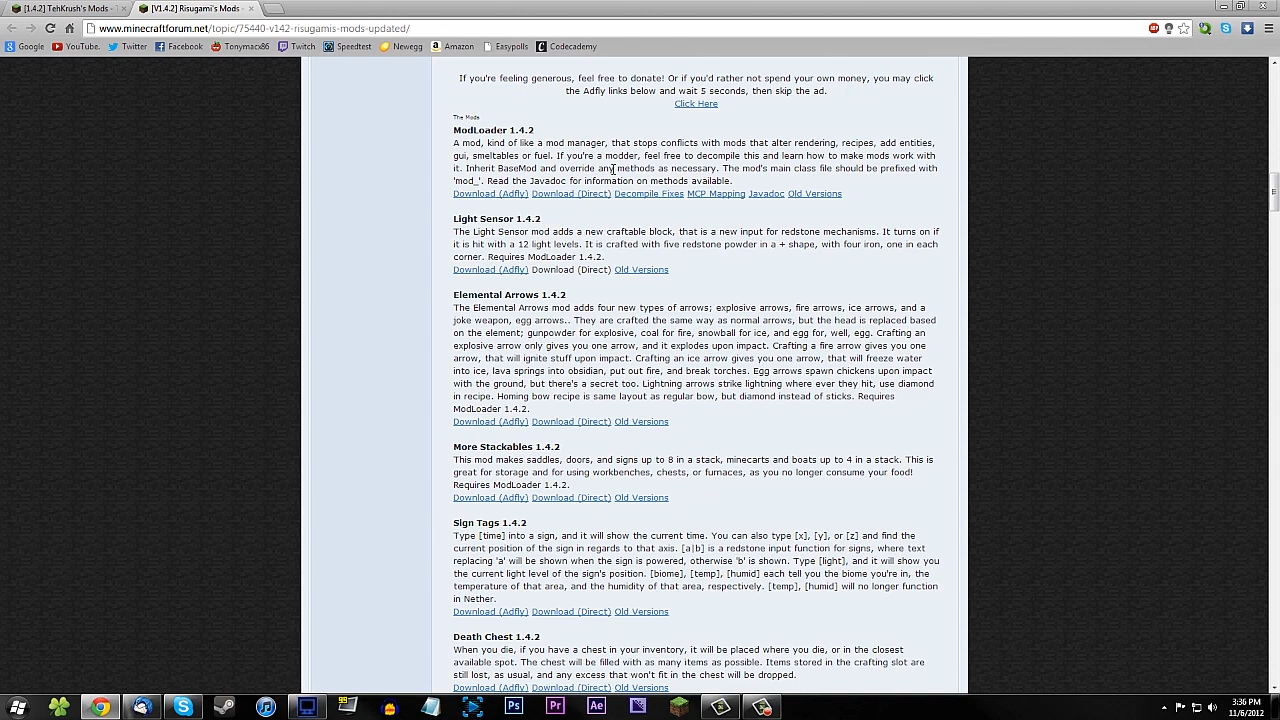 [1.4.2] TehKrush's Mods -
[V1.4.2] Risugami's Mods -
www.minecraftforum.net/topic/75440-v142-risugamis-mods-updated/
Google YouTube. Twitter Facebook Tonymacx86 Twitch Speedtest Newegg Amazon Easypolls Codecademy
If you're feeling generous, feel free to donate! Or if you'd rather not spend your own money, you may click
the Adfly links below and wait 5 seconds, then skip the ad.
Click Here
The Mods
ModLoader 1.4.2
A mod, kind of like a mod manager, that stops conflicts with mods that alter rendering, recipes, add entities,
gui, smeltables or fuel. If you're a modder, feel free to decompile this and learn how to make mods work with
it. Inherit BaseMod and override any methods as necessary. The mod's main class file should be prefixed with
'mod_'. Read the Javadoc for information on methods available.
Download (Adfly) Download (Direct) Decompile Fixes MCP Mapping Javadoc Old Versions
Light Sensor 1.4.2
The Light Sensor mod adds a new craftable block, that is a new input for redstone mechanisms. It turns on if
it is hit with a 12 light levels. It is crafted with five redstone powder in a + shape, with four iron, one in each
corner. Requires ModLoader 1.4.2.
Download (Adfly) Download (Direct) Old Versions
Elemental Arrows 1.4.2
The Elemental Arrows mod adds four new types of arrows; explosive arrows, fire arrows, ice arrows, and a
joke weapon, egg arrows.. They are crafted the same way as normal arrows, but the head is replaced based
on the element; gunpowder for explosive, coal for fire, snowball for ice, and egg for, well, egg. Crafting an
explosive arrow only gives you one arrow, and it explodes upon impact. Crafting a fire arrow gives you one
arrow, that will ignite stuff upon impact. Crafting an ice arrow gives you one arrow, that will freeze water
into ice, lava springs into obsidian, put out fire, and break torches. Egg arrows spawn chickens upon impact
with the ground, but there's a secret too. Lightning arrows strike lightning where ever they hit, use diamond
in recipe. Homing bow recipe is same layout as regular bow, but diamond instead of sticks. Requires
ModLoader 1.4.2.
Download (Adfly) Download (Direct) Old Versions
More Stackables 1.4.2
This mod makes saddles, doors, and signs up to 8 in a stack, minecarts and boats up to 4 in a stack. This is
great for storage and for using workbenches, chests, or furnaces, as you no longer consume your food!
Requires ModLoader 1.4.2.
Download (Adfly) Download (Direct) Old Versions
Sign Tags 1.4.2
Type [time] into a sign, and it will show the current time. You can also type [x], [y], or [z] and find the
current position of the sign in regards to that axis. [a|b] is a redstone input function for signs, where text
replacing 'a' will be shown when the sign is powered, otherwise 'b' is shown. Type [light], and it will show you
the current light level of the sign's position. [biome], [temp], [humid] each tell you the biome you're in, the
temperature of that area, and the humidity of that area, respectively. [temp], [humid] will no longer function
in Nether.
Download (Adfly) Download (Direct) Old Versions
Death Chest 1.4.2
When you die, if you have a chest in your inventory, it will be placed where you die, or in the closest
available spot. The chest will be filled with as many items as possible. Items stored in the crafting slot are
still lost, as usual, and any excess that won't fit in the chest will be dropped.
Download (Adfly) Download (Direct) Old Versions
Ps Pr Ae
3:36 PM
11/6/2012